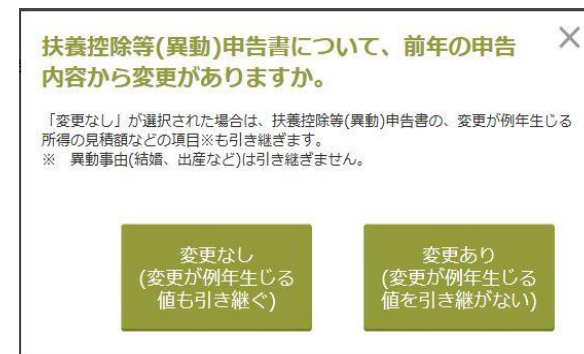 扶養控除等(異動)申告書について、前年の申告
内容から変更がありますか。
「変更なし」が選択された場合は、扶養控除等(異動)申告書の、変更が例年生じる
所得の見積額などの項目※も引き継ぎます。
※　異動事由(結婚、出産など)は引き継ぎません。
変更なし
(変更が例年生じる
値も引き継ぐ)
変更あり
(変更が例年生じる
値を引き継がない)